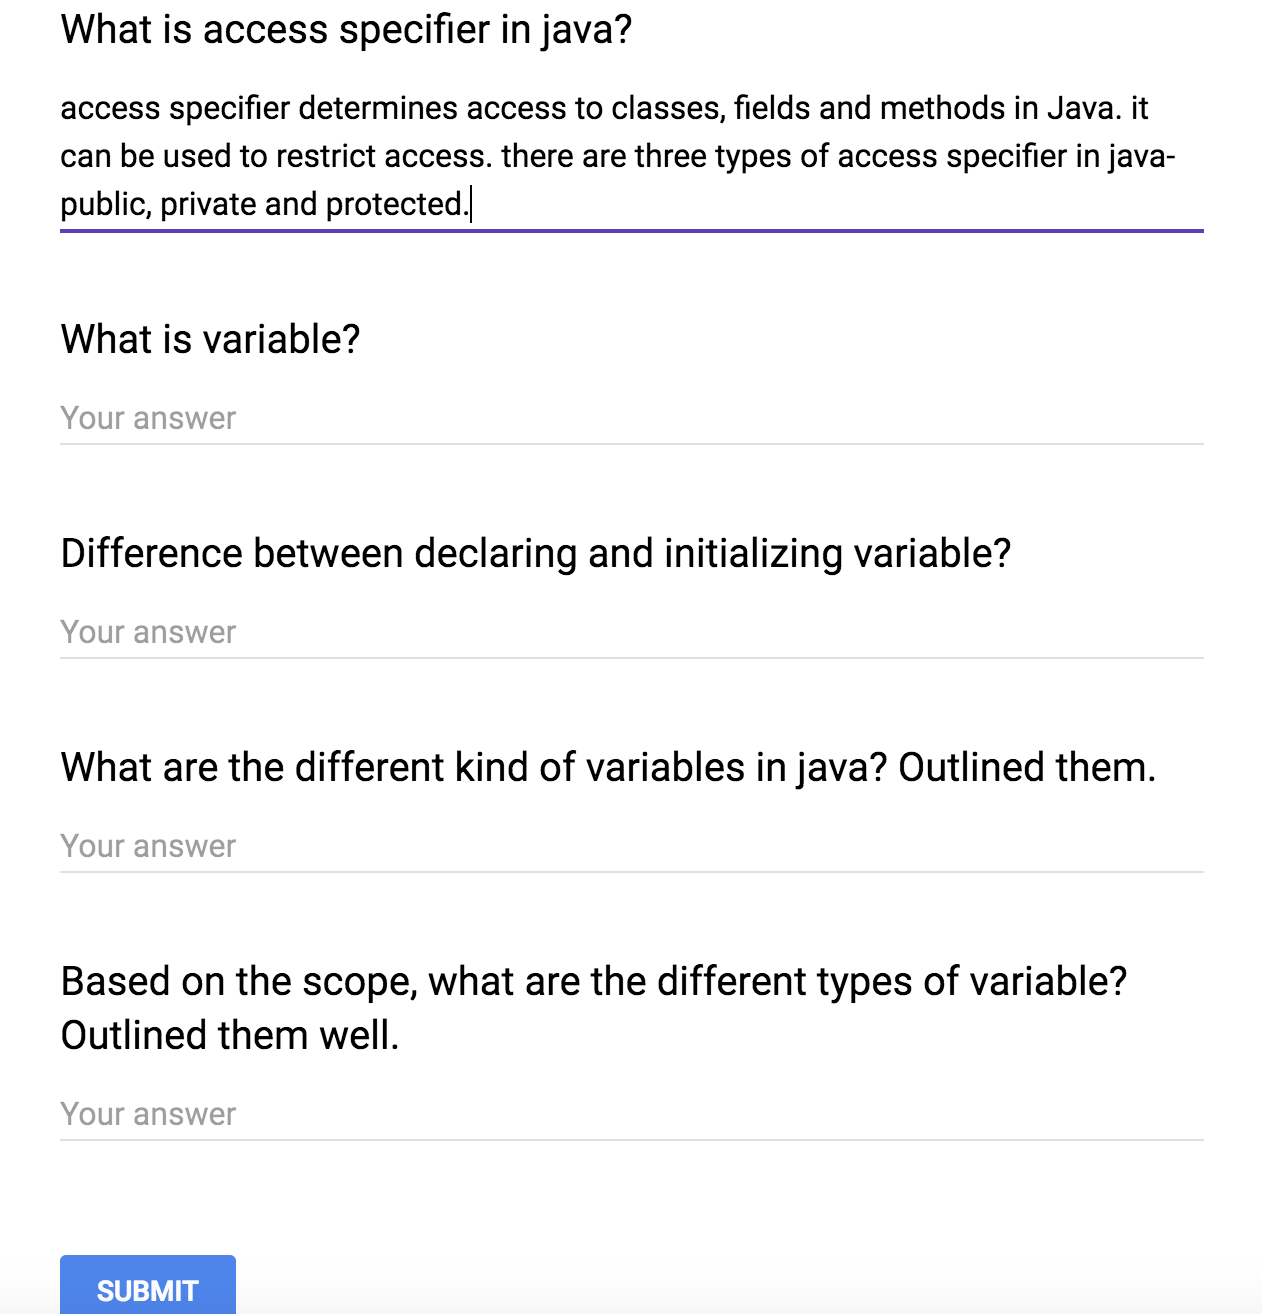 What is access specifier in java?
access specifier determines access to classes, fields and methods in Java. it
can be used to restrict access. there are three types of access specifier in java-
public, private and protected.
What is variable?
Your answer
Difference between declaring and initializing variable?
Your answer
What are the different kind of variables in java? Outlined them.
Your answer
Based on the scope, what are the different types of variable?
Outlined them well.
Your answer
SUBMIT